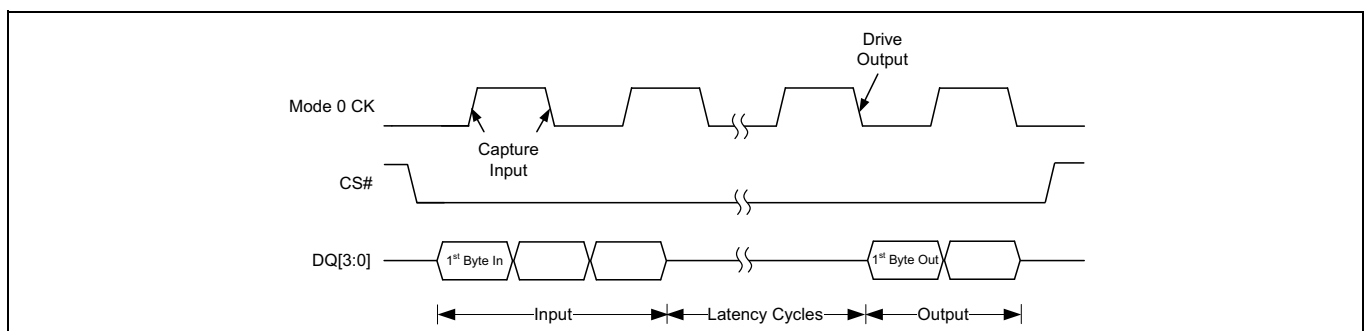 Drive
Output
Mode 0 CK
Capture
Input
CS#
DQ[3:0]
1st Byte In
1st Byte Out
Input
Latency Cycles
Output